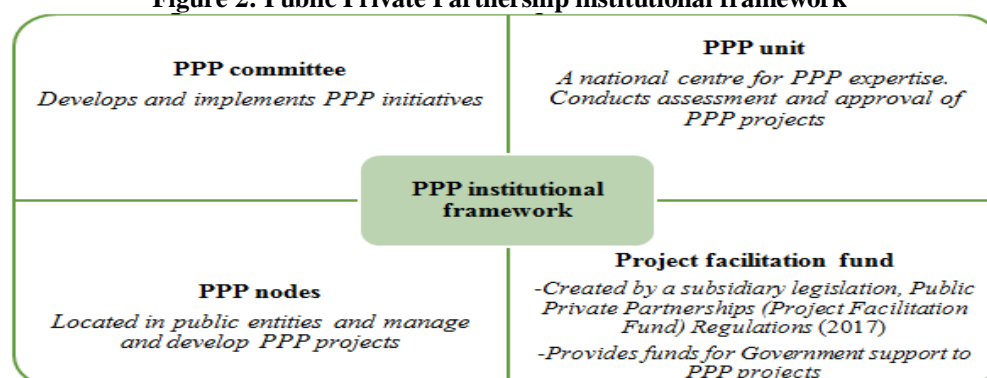 Figure 2: Public Private Partnership institutional framework
PPP committee
Develops and implements PPP initiatives
PPP unit
A national centre for PPP expertise.
Conducts assessment and approval of
PPP projects
PPP institutional
framework
PPP nodes
Located in public entities and manage
and develop PPP projects
Project facilitation fund
-Created by a subsidiary legislation, Public
Private Partnerships (Project Facilitation
Fund) Regulations (2017)
-Provides funds for Government support to
PPP projects